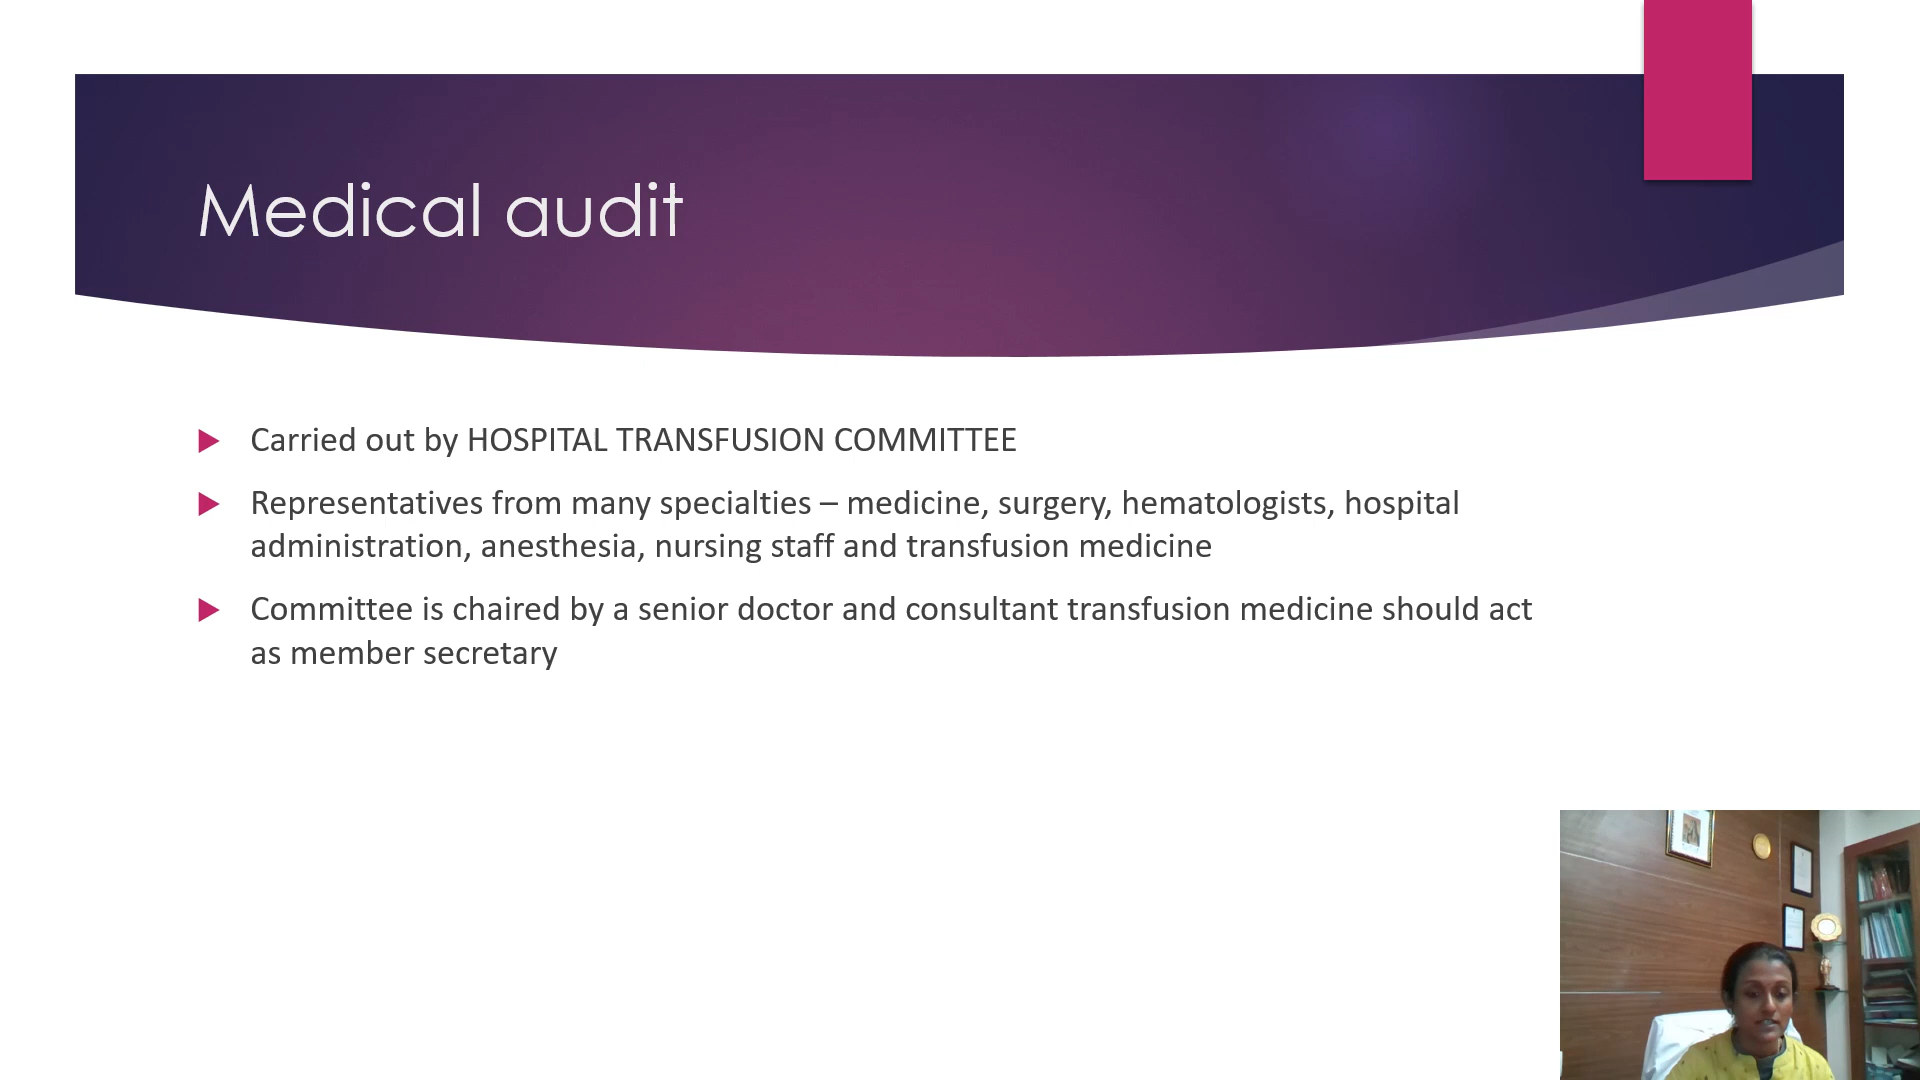 Medical audit
Carried out by HOSPITAL TRANSFUSION COMMITTEE
Representatives from many specialties – medicine, surgery, hematologists, hospital
administration, anesthesia, nursing staff and transfusion medicine
Committee is chaired by a senior doctor and consultant transfusion medicine should act
as member secretary